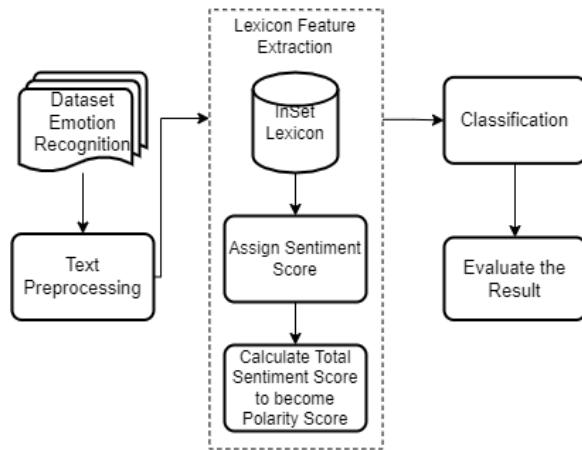 Dataset
Emotion
Recognition
Text
Preprocessing
Lexicon Feature
Extraction
InSet
Lexicon
Assign Sentiment
Score
Calculate Total
Sentiment Score
to become
Polarity Score
Classification
Evaluate the
Result